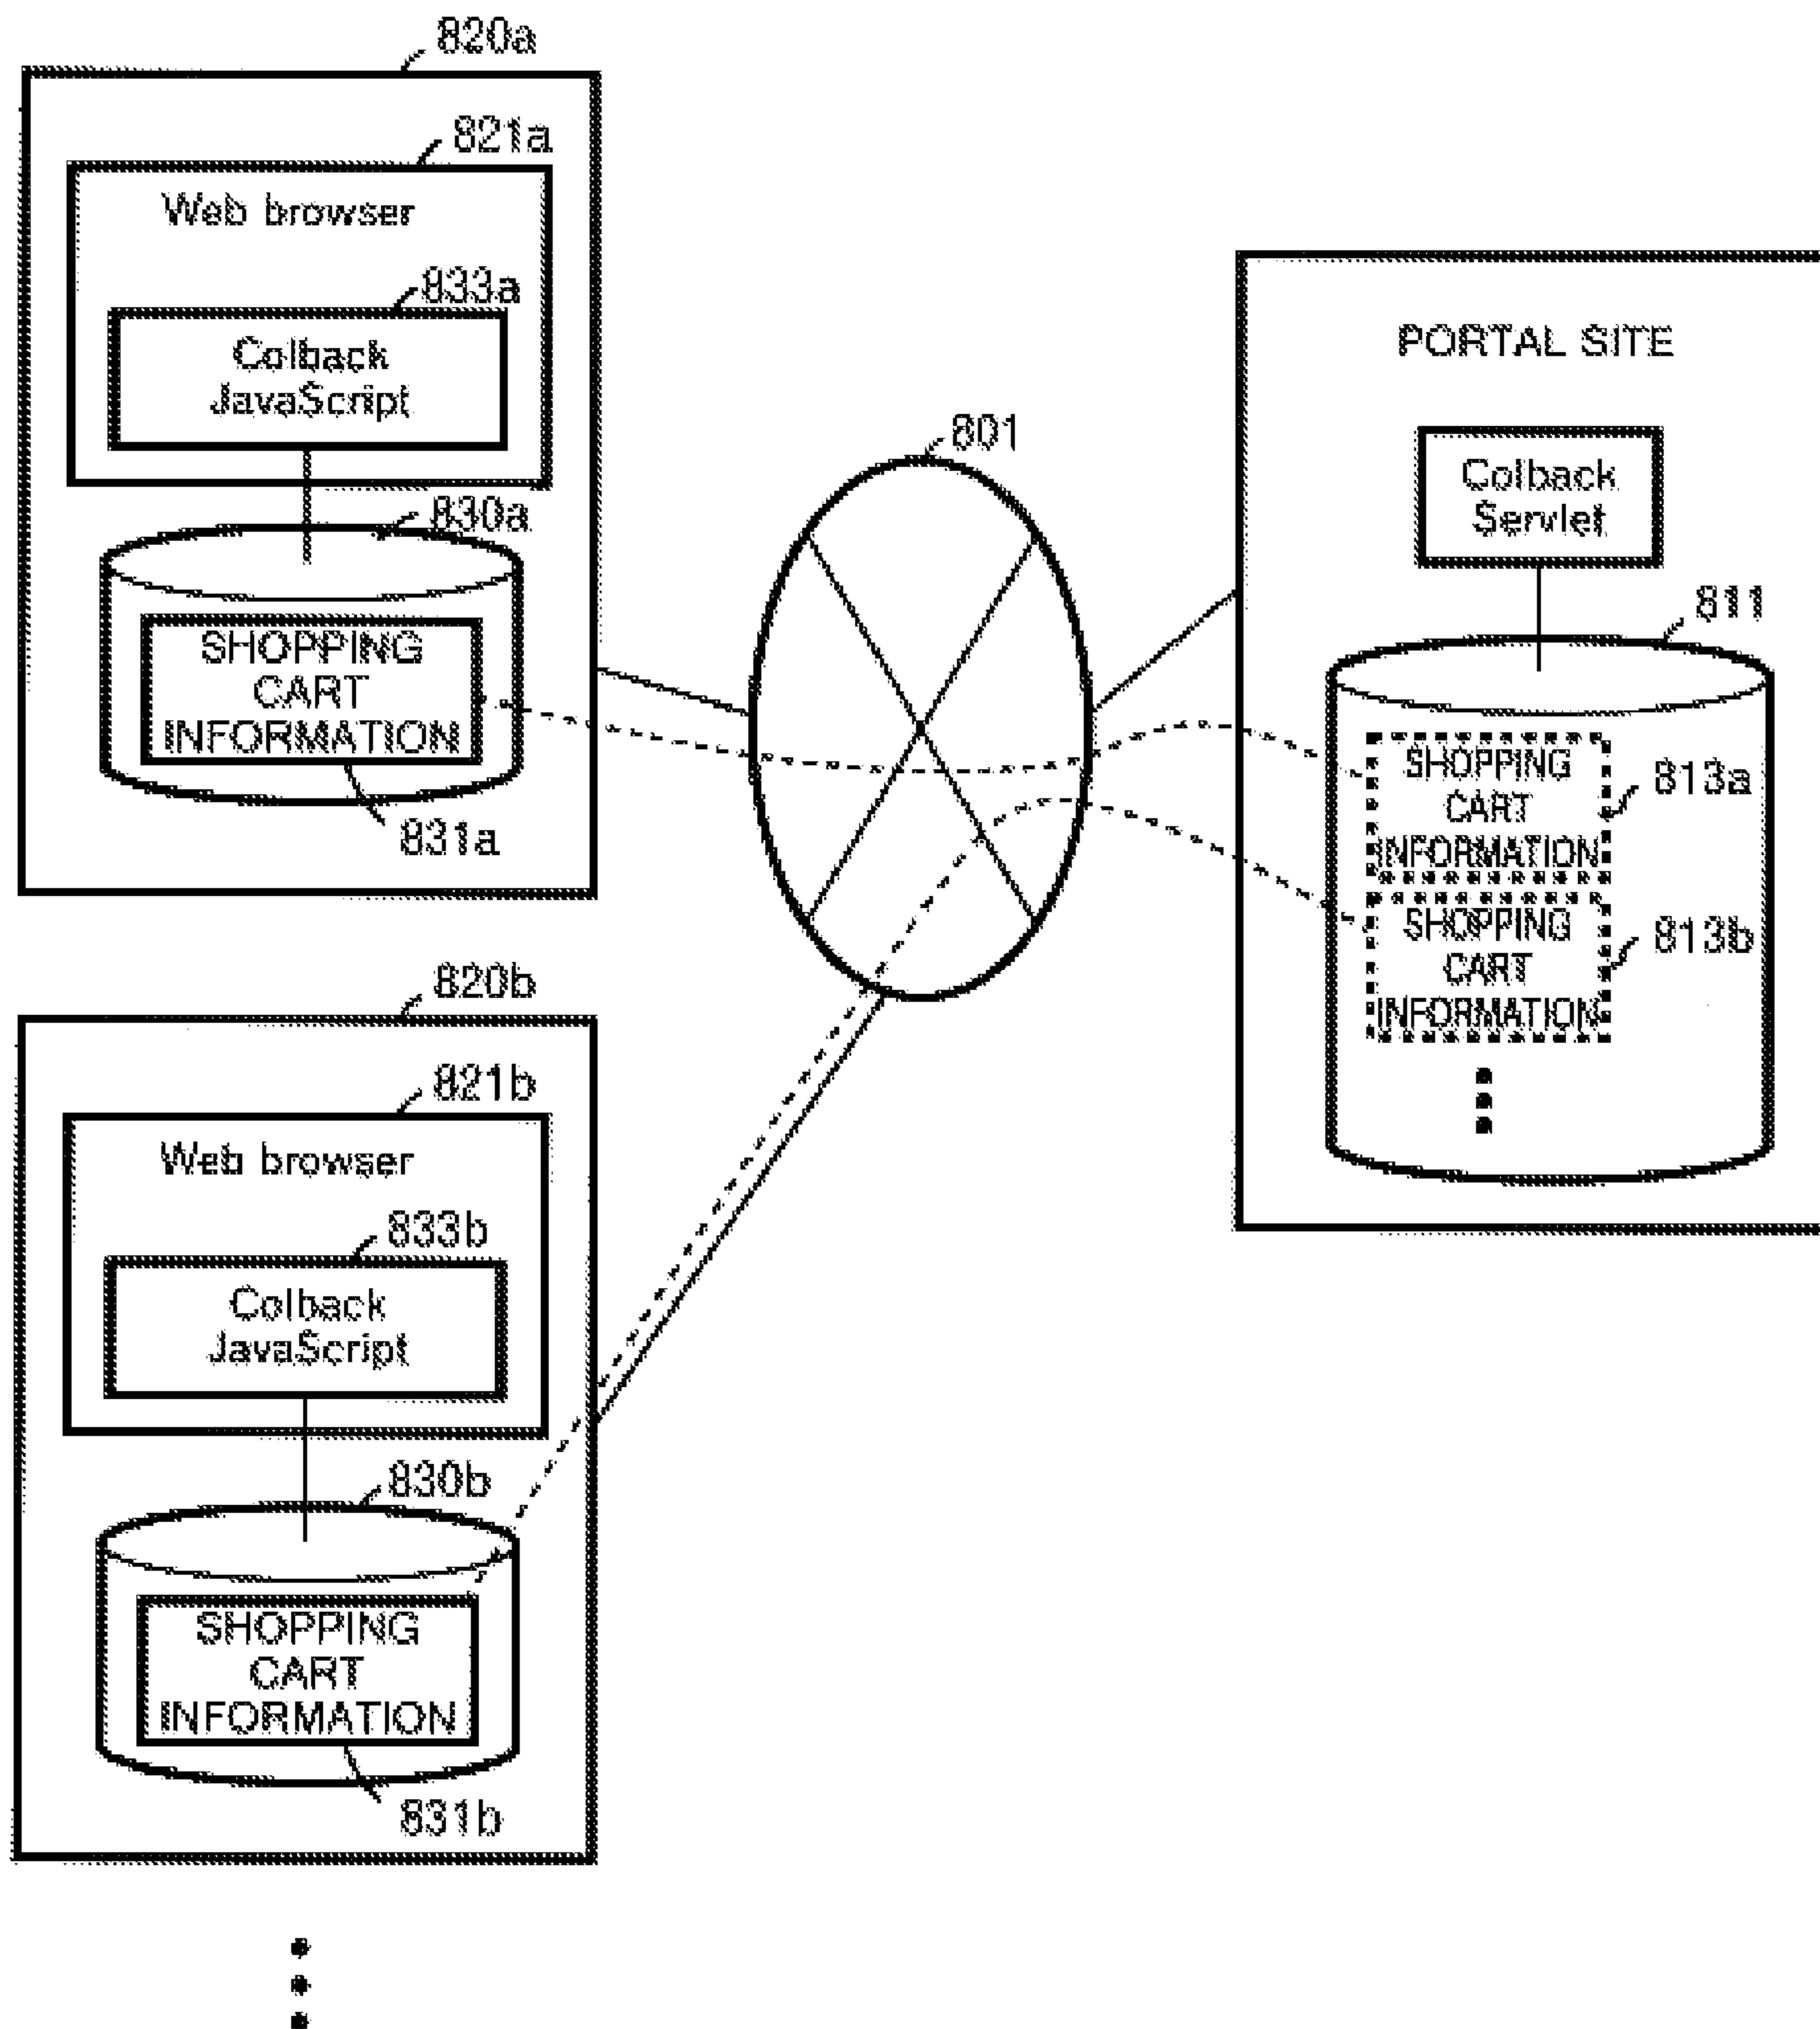 820a
821a
Web browser
833a
Colback
JavaScript
830a
SHOPPING
CART
INFORMATION
831a
801
PORTAL SITE
Colback
Servlet
811
SHOPPING
CART
INFORMATION
813a
SHOPPING
CART
INFORMATION
813b
820b
821b
Web browser
833b
Colback
JavaScript
830b
SHOPPING
CART
INFORMATION
831b